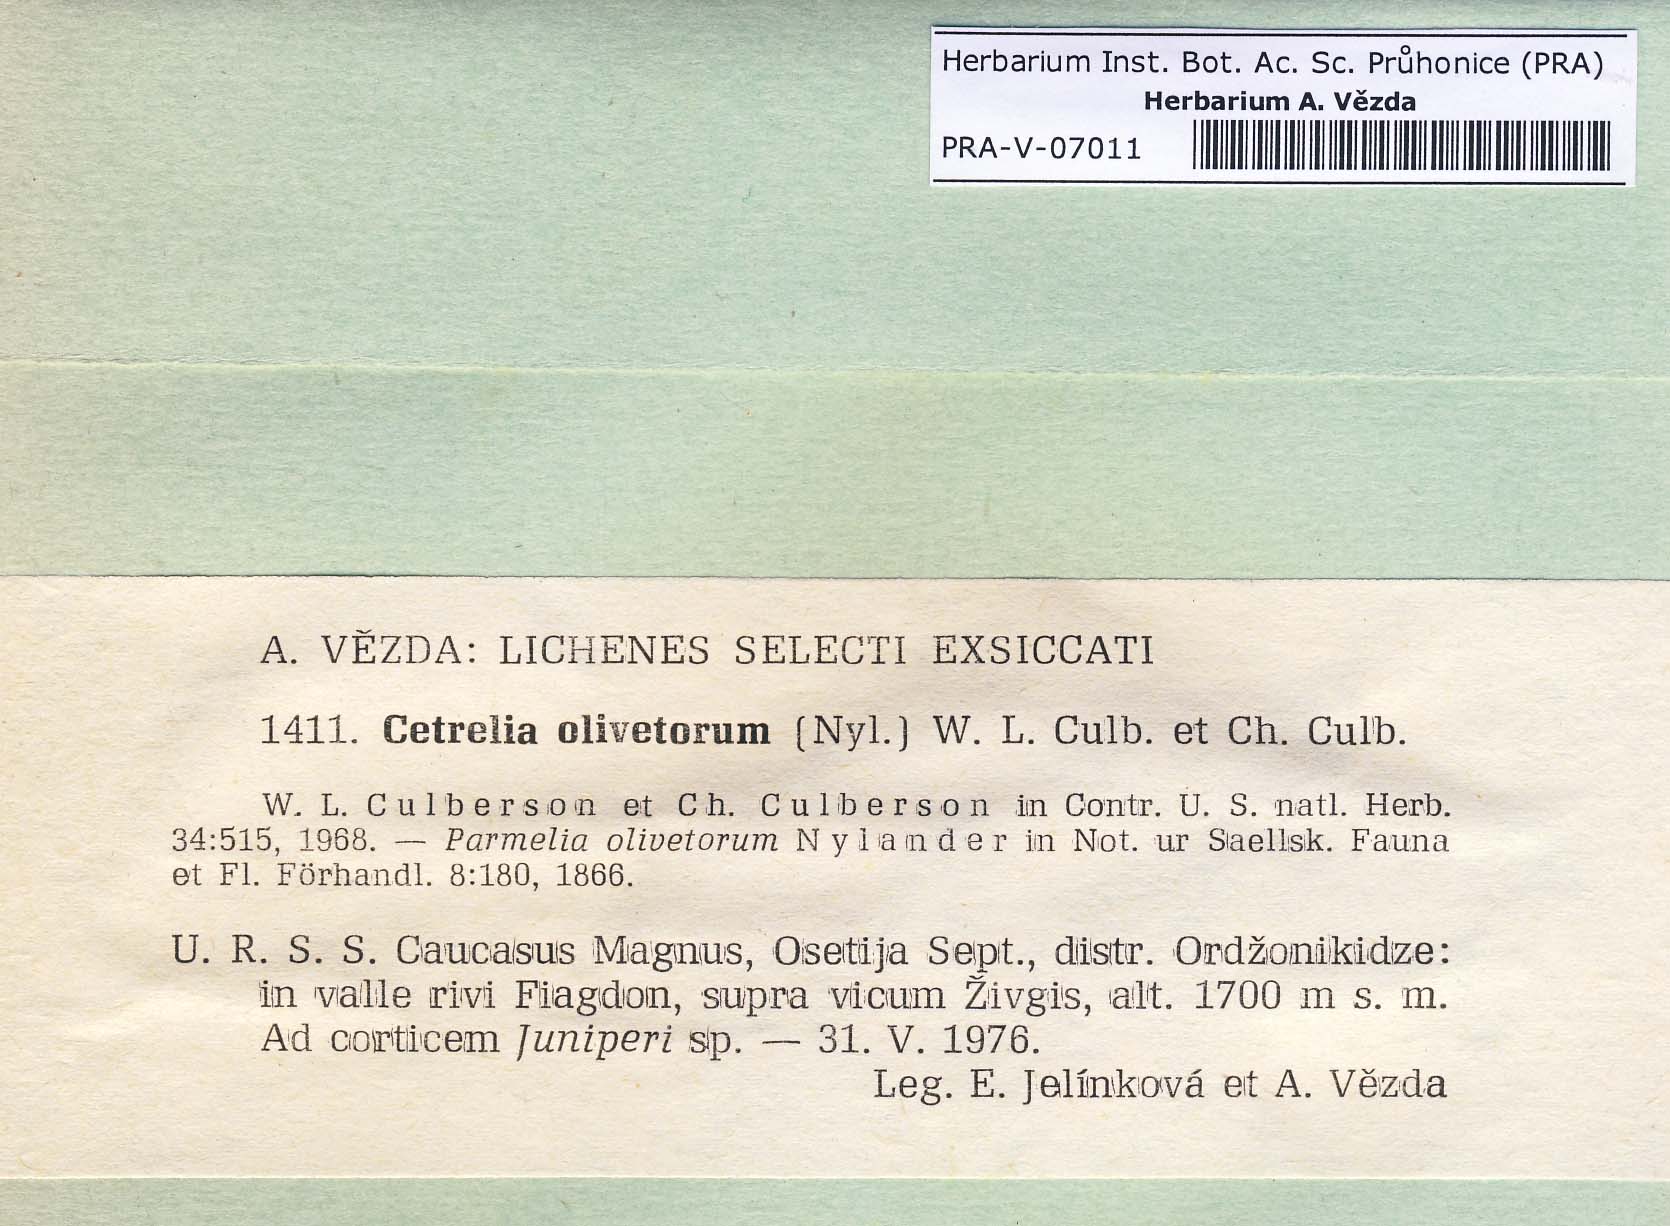 Herbarium Inst. Bot. Ac. Sc. Průhonice (PRA)
Herbarium A. Vězda
PRA-V-07011
A. VĚZDA: LICHENES SELECTI EXSICCATI
1411. Cetrelia olivetorum (Nyl.) W. L. Culb. et Ch. Culb.
W. L. Culberson et Ch. Culberson in Contr. U. S. natl. Herb.
34:515, 1968. — Parmelia olivetorum Nylander in Not. ur Saellsk. Fauna
et Fl. Förhandl. 8:180, 1866.
U. R. S. S. Caucasus Magnus, Osetija Sept., distr. Ordžonikidze:
in valle rivi Fiagdon, supra vicum Živgis, alt. 1700 m s. m.
Ad corticem Juniperi sp. — 31. V. 1976.
Leg. E. Jelínková et A. Vězda